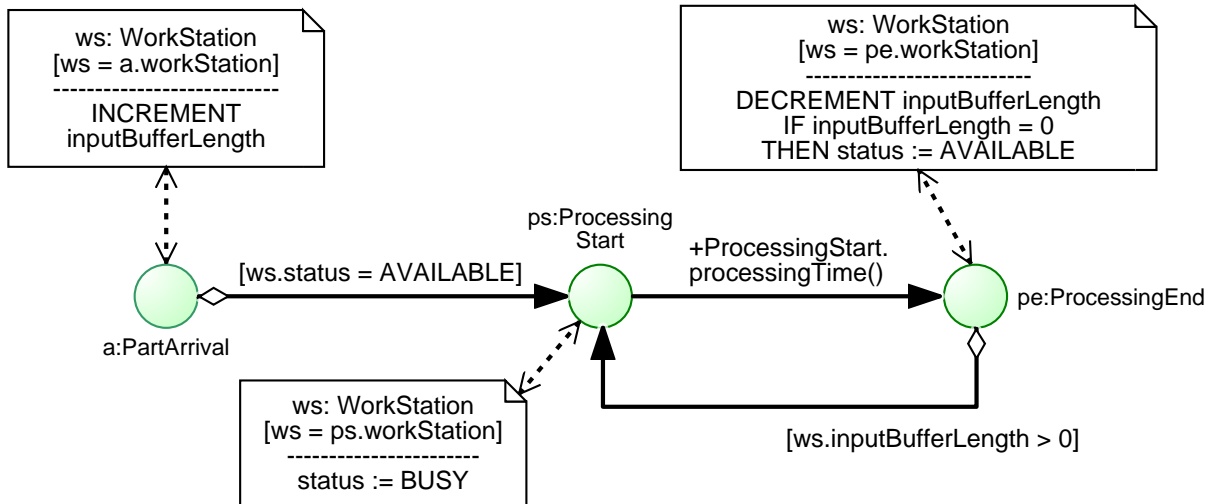 ws: WorkStation
[ws = a.workStation]
----------------------------
INCREMENT
inputBufferLength
ws: WorkStation
[ws = pe.workStation]
----------------------------
DECREMENT inputBufferLength
IF inputBufferLength = 0
THEN status := AVAILABLE
ps:Processing
Start
[ws.status = AVAILABLE]
+ProcessingStart.
processingTime()
a:PartArrival
pe:ProcessingEnd
ws: WorkStation
[ws = ps.workStation]
------------------------
status := BUSY
[ws.inputBufferLength > 0]